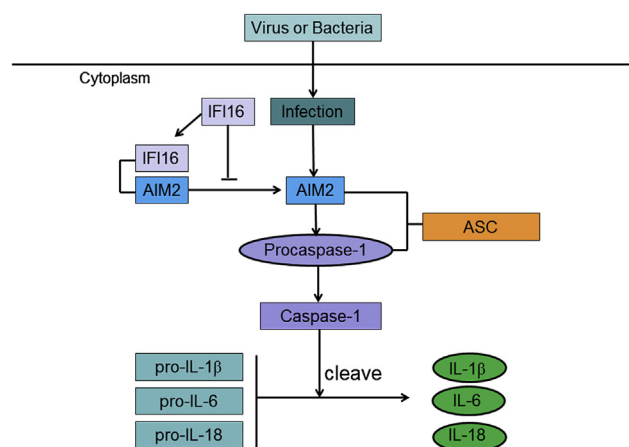 Virus or Bacteria
Cytoplasm
IFI16
Infection
IFI16
AIM2
AIM2
ASC
Procaspase-1
Caspase-1
pro-IL-1β
cleave
IL-1β
pro-IL-6
IL-6
pro-IL-18
IL-18